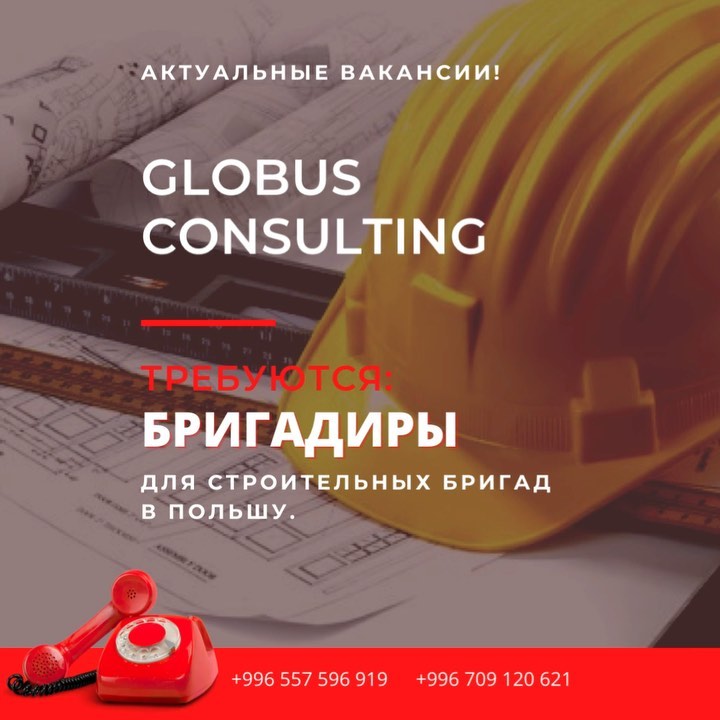 АКТУАЛЬНЫЕ ВАКАНСИИ!
GLOBUS
CONSULTING
ТРЕБУЮТСЯ:
БРИГАДИРЫ
ДЛЯ СТРОИТЕЛЬНЫХ БРИГАД
В ПОЛЬШУ.
+996 557 596 919 +996 709 120 621